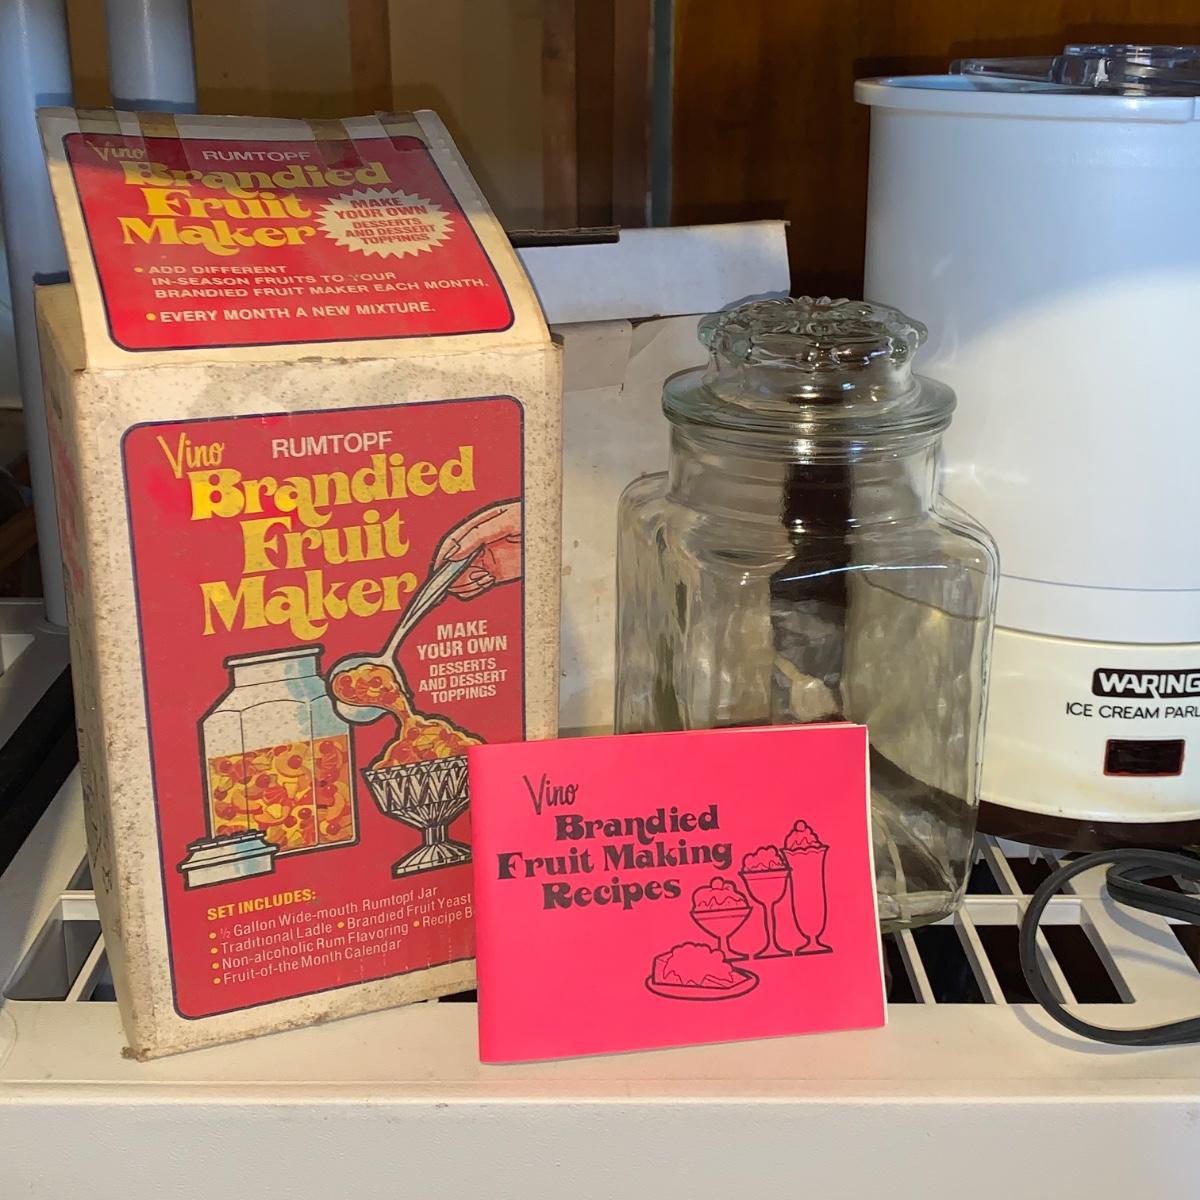 Vino RUMTOPF
Brandied
Fruit
Maker
MAKE
YOUR OWN
DESSERTS
AND DESSERT
TOPPINGS
• ADD DIFFERENT
IN-SEASON FRUITS TO YOUR
BRANDIED FRUIT MAKER EACH MONTH.
• EVERY MONTH A NEW MIXTURE.
Vino RUMTOPF
Brandied
Fruit
Maker
MAKE
YOUR OWN
DESSERTS
AND DESSERT
TOPPINGS
SET INCLUDES:
• ½ Gallon Wide-mouth Rumtopf Jar
• Traditional Ladle • Brandied Fruit Yeast
• Non-alcoholic Rum Flavoring • Recipe B
• Fruit-of-the Month Calendar
Vino
Brandied
Fruit Making
Recipes
WARING
ICE CREAM PARL